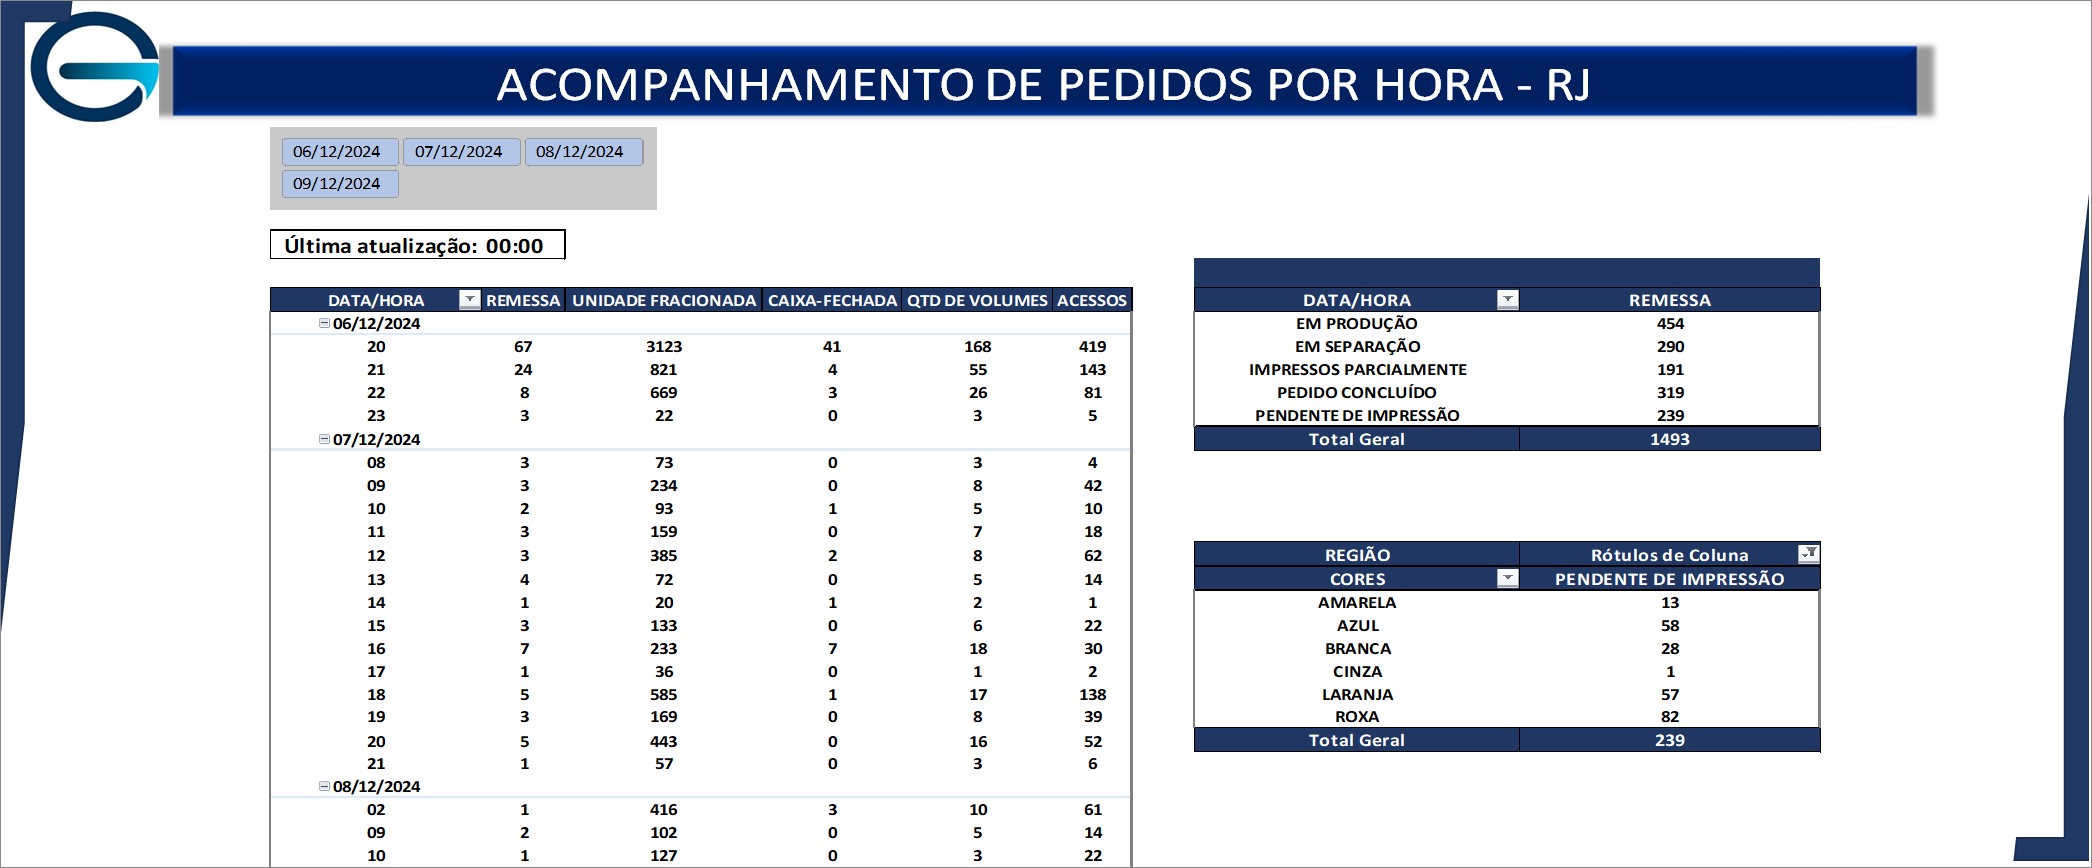 ACOMPANHAMENTO DE PEDIDOS POR HORA - RJ
06/12/2024 07/12/2024 08/12/2024
09/12/2024
Última atualização: 00:00
DATA/HORA REMESSA UNIDADE FRACIONADA CAIXA-FECHADA QTD DE VOLUMES ACESSOS
06/12/2024
20 67 3123 41 168 419
21 24 821 4 55 143
22 8 669 3 26 81
23 3 22 0 3 5
07/12/2024
08 3 73 0 3 4
09 3 234 0 8 42
10 2 93 1 5 10
11 3 159 0 7 18
12 3 385 2 8 62
13 4 72 0 5 14
14 1 20 1 2 1
15 3 133 0 6 22
16 7 233 7 18 30
17 1 36 0 1 2
18 5 585 1 17 138
19 3 169 0 8 39
20 5 443 0 16 52
21 1 57 0 3 6
08/12/2024
02 1 416 3 10 61
09 2 102 0 5 14
10 1 127 0 3 22
DATA/HORA REMESSA
EM PRODUÇÃO 454
EM SEPARAÇÃO 290
IMPRESSOS PARCIALMENTE 191
PEDIDO CONCLUÍDO 319
PENDENTE DE IMPRESSÃO 239
Total Geral 1493
REGIÃO Rótulos de Coluna
CORES PENDENTE DE IMPRESSÃO
AMARELA 13
AZUL 58
BRANCA 28
CINZA 1
LARANJA 57
ROXA 82
Total Geral 239